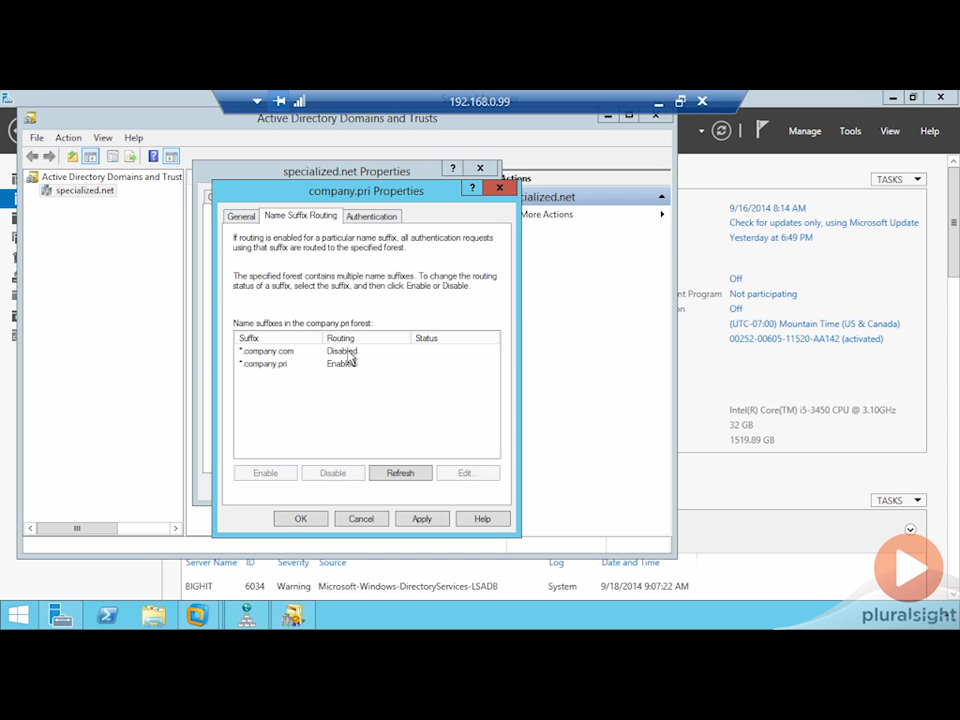 192.168.0.99
Active Directory Domains and Trusts
Manage Tools View Help
File Action View Help
Active Directory Domains and Trust
specialized.net
specialized.net Properties
Actions
cialized.net
More Actions
company.pri Properties
General Name Suffix Routing Authentication
If routing is enabled for a particular name suffix, all authentication requests
using that suffix are routed to the specified forest.
The specified forest contains multiple name suffixes. To change the routing
status of a suffix, select the suffix, and then click Enable or Disable.
Name suffixes in the company.pri forest:
Suffix Routing Status
*.company.com Disabled
*.company.pri Enabled
Enable Disable Refresh Edit...
OK Cancel Apply Help
TASKS
9/16/2014 8:14 AM
Check for updates only, using Microsoft Update
Yesterday at 6:49 PM
Off
nt Program Not participating
on Off
(UTC-07:00) Mountain Time (US & Canada)
00252-00605-11520-AA142 (activated)
Intel(R) Core(TM) i5-3450 CPU @ 3.10GHz
32 GB
1519.89 GB
TASKS
Server Name ID Severity Source Log Date and Time
BIGHIT 6034 Warning Microsoft-Windows-DirectoryServices-LSADB System 9/18/2014 9:07:22 AM
pluralsight